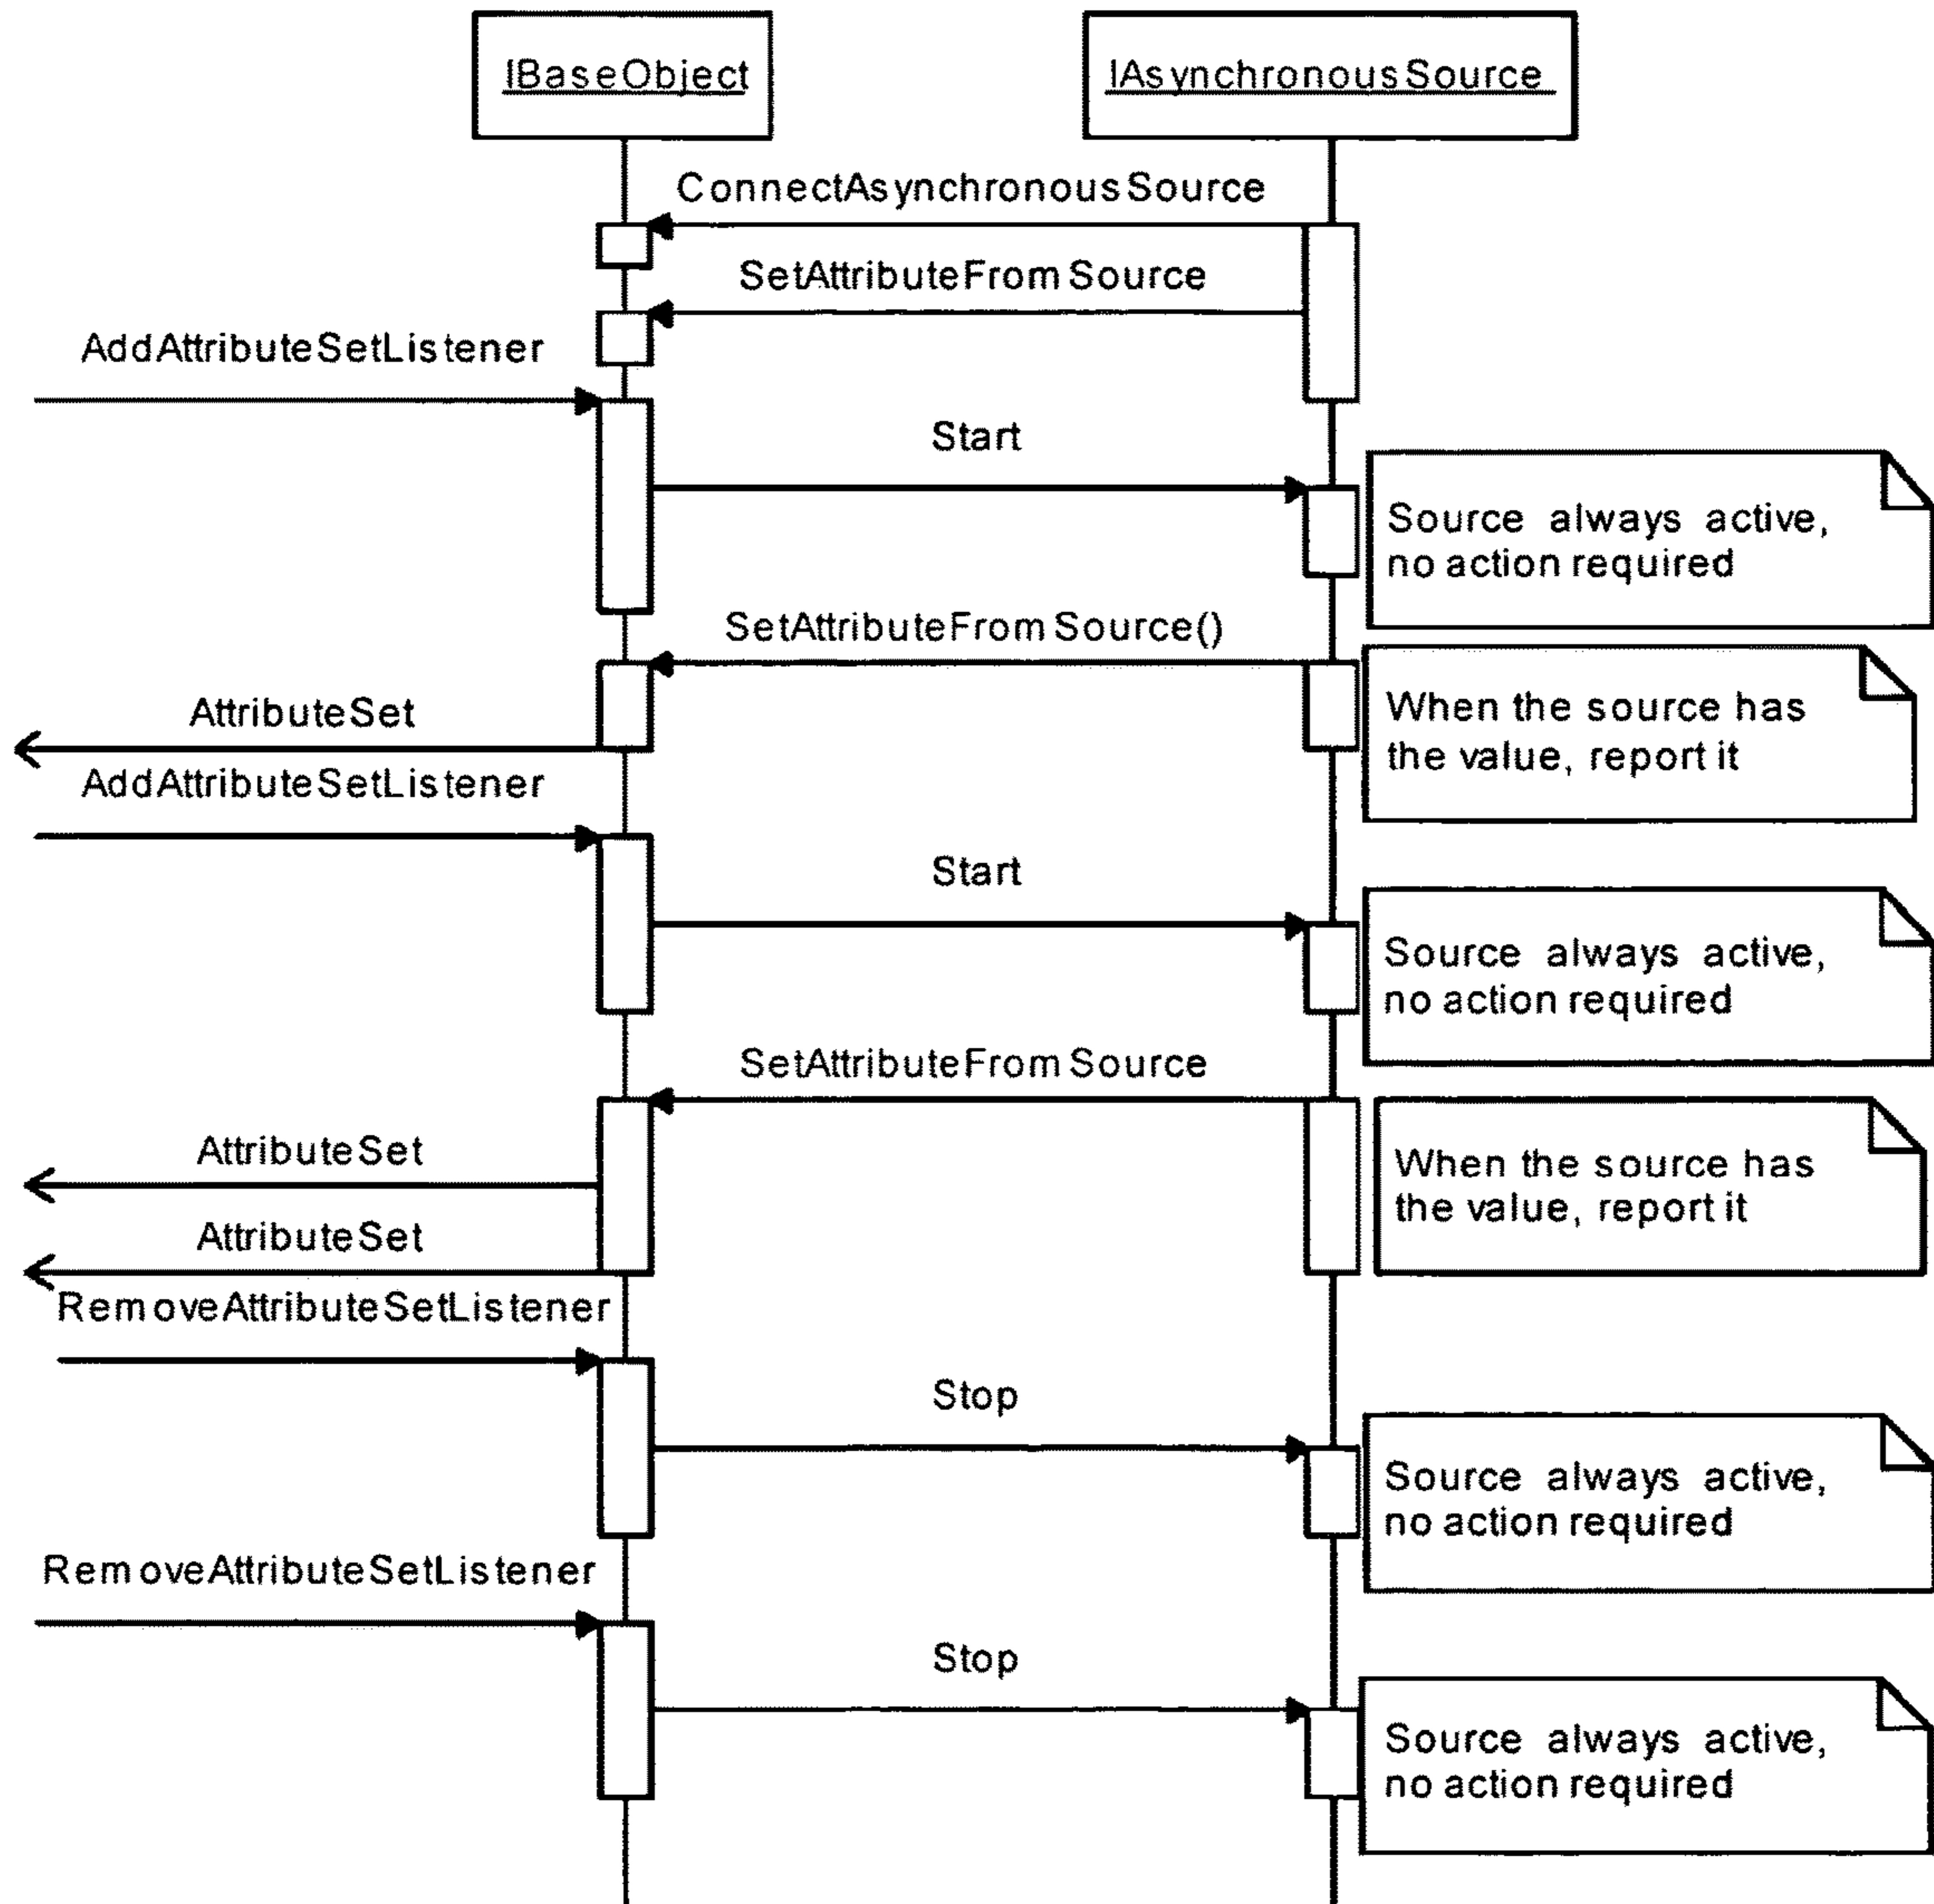 IBaseObject
IAsynchronousSource
ConnectAsynchronousSource
SetAttributeFromSource
AddAttributeSetListener
Start
Source always active,
no action required
SetAttributeFromSource()
When the source has
the value, report it
AttributeSet
AddAttributeSetListener
Start
Source always active,
no action required
SetAttributeFromSource
AttributeSet
When the source has
the value, report it
AttributeSet
RemoveAttributeSetListener
Stop
Source always active,
no action required
RemoveAttributeSetListener
Stop
Source always active,
no action required